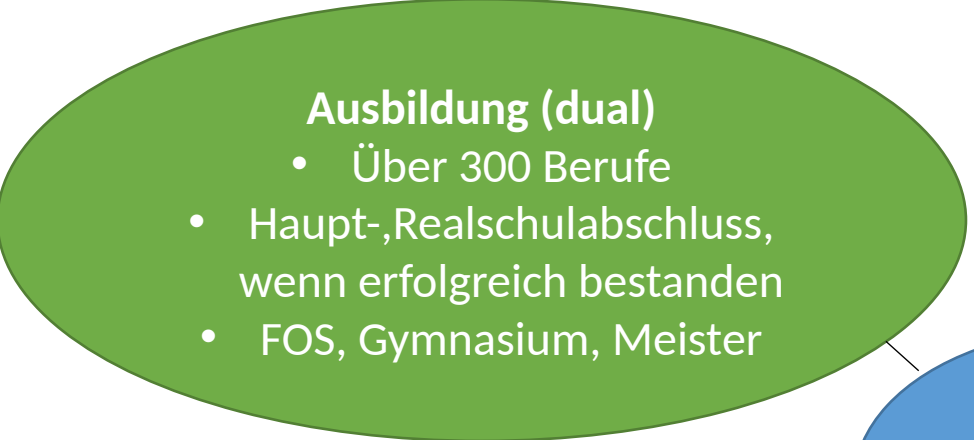 Ausbildung (dual)
• Über 300 Berufe
• Haupt-,Realschulabschluss,
wenn erfolgreich bestanden
• FOS, Gymnasium, Meister